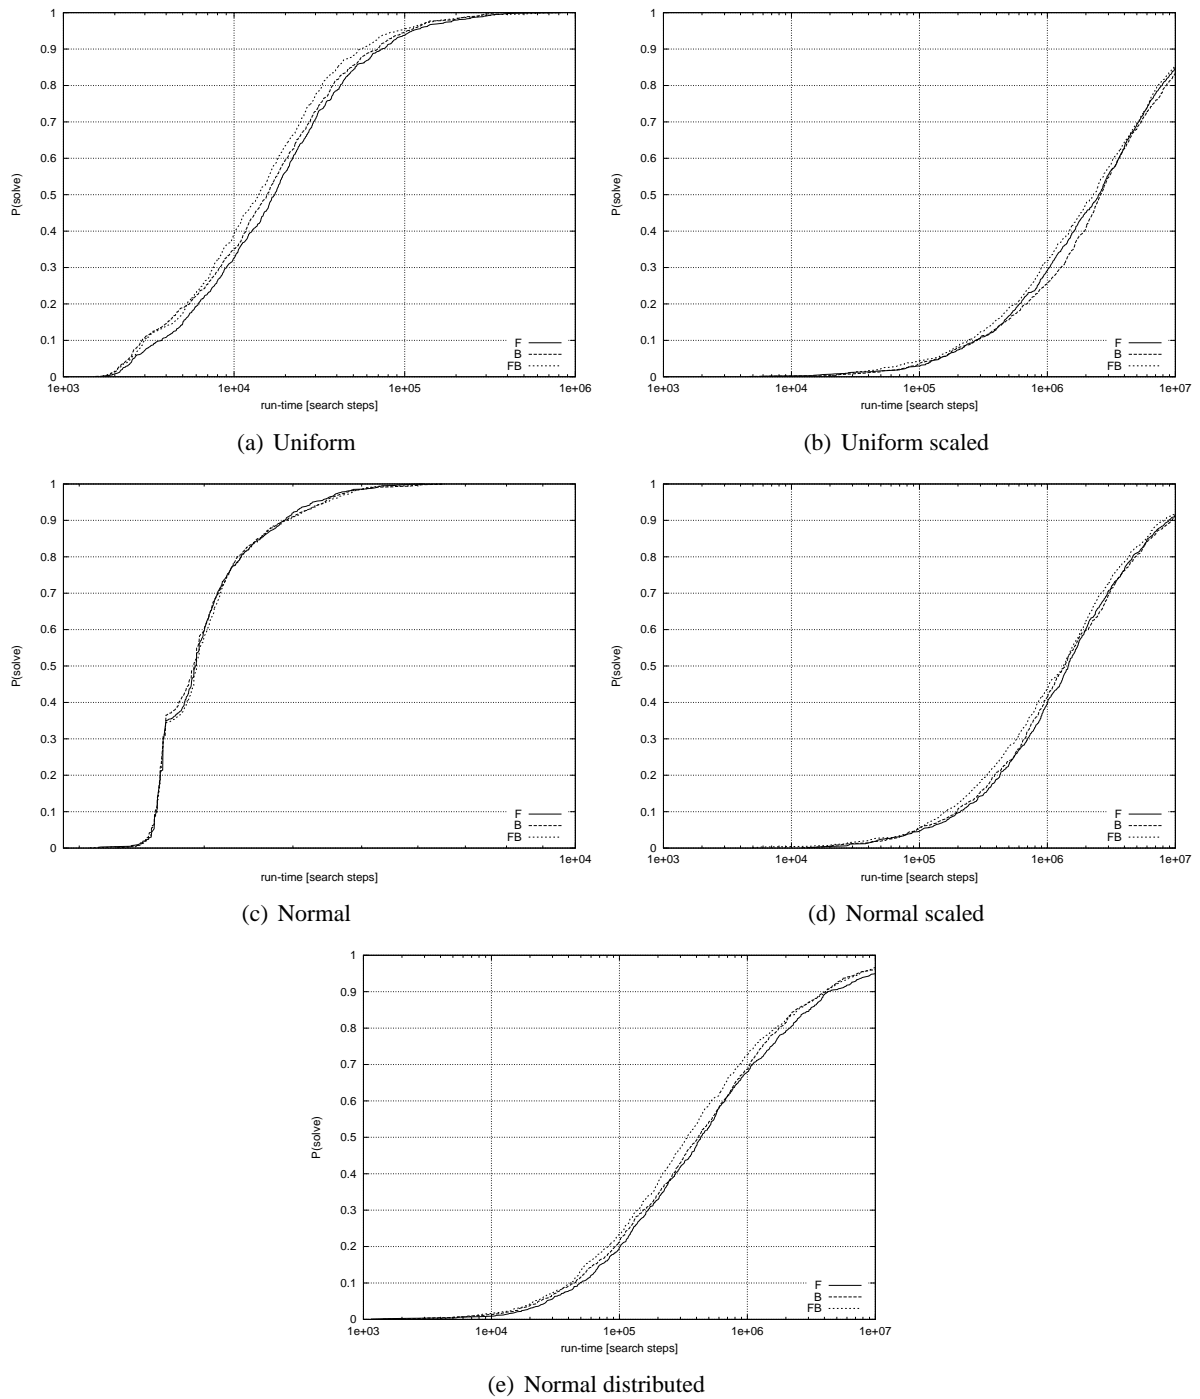 1
0.9
0.8
0.7
0.6
0.5
0.4
0.3
0.2
0.1
0
P(solve)
F
B
FB
1e+03 1e+04 1e+05 1e+06
run-time [search steps]
(a) Uniform
1
0.9
0.8
0.7
0.6
0.5
0.4
0.3
0.2
0.1
0
P(solve)
F
B
FB
1e+03 1e+04 1e+05 1e+06 1e+07
run-time [search steps]
(b) Uniform scaled
1
0.9
0.8
0.7
0.6
0.5
0.4
0.3
0.2
0.1
0
P(solve)
F
B
FB
1e+04
run-time [search steps]
(c) Normal
1
0.9
0.8
0.7
0.6
0.5
0.4
0.3
0.2
0.1
0
P(solve)
F
B
FB
1e+03 1e+04 1e+05 1e+06 1e+07
run-time [search steps]
(d) Normal scaled
1
0.9
0.8
0.7
0.6
0.5
0.4
0.3
0.2
0.1
0
P(solve)
F
B
FB
1e+03 1e+04 1e+05 1e+06 1e+07
run-time [search steps]
(e) Normal distributed